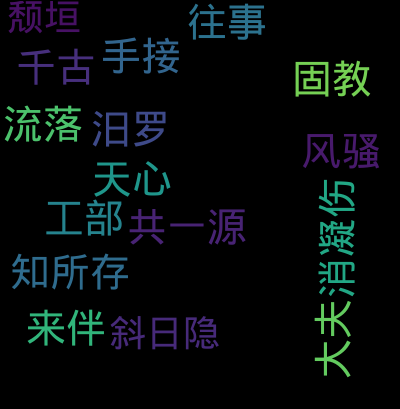 颓垣
往事
千古
手接
固教
流落
汨罗
风骚
天心
工部
共一源
消凝伤
知所存
来伴
斜日隐
大夫